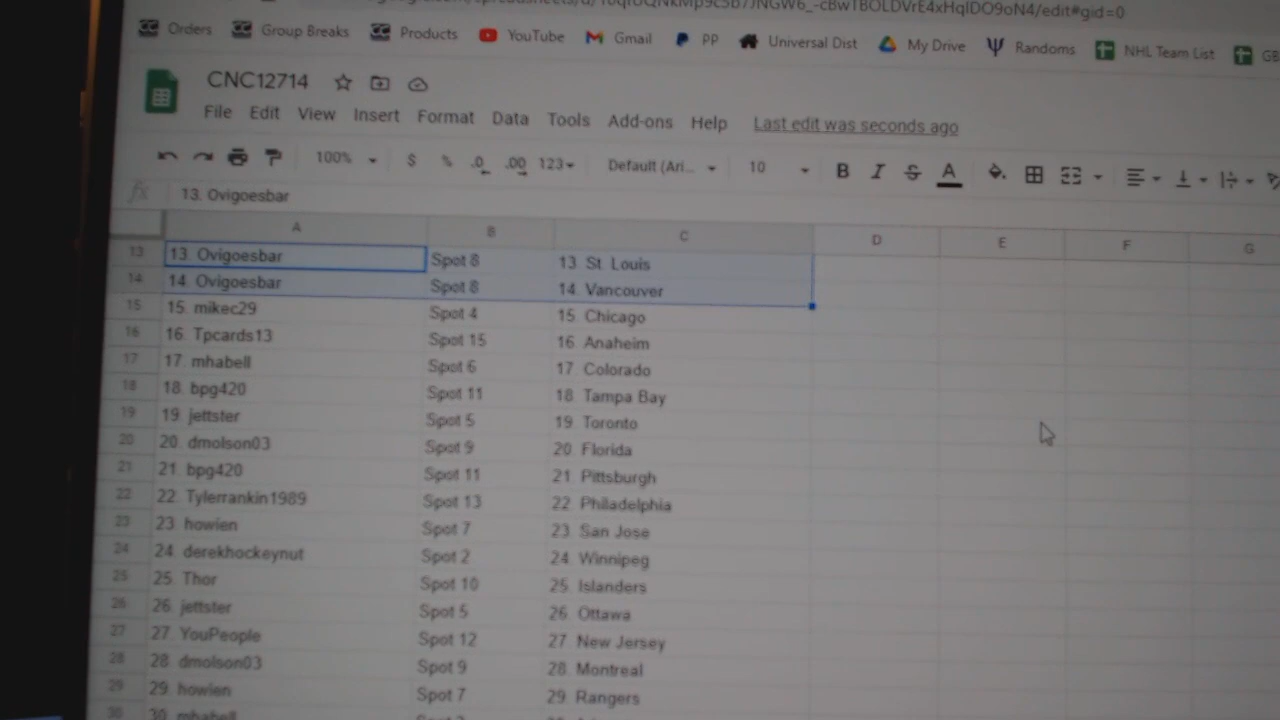 Orders Group Breaks Products YouTube Gmail PP Universal Dist My Drive Randoms NHL Team List
CNC12714
File Edit View Insert Format Data Tools Add-ons Help Last edit was seconds ago
100% $ % .0 .00 123 Default (Ari... 10 B I S A
fx 13. Ovigoesbar
A B C D E F G
13 13. Ovigoesbar Spot 8 13. St. Louis
14 14. Ovigoesbar Spot 8 14. Vancouver
15 15. mikec29 Spot 4 15. Chicago
16 16. Tpcards13 Spot 15 16. Anaheim
17 17. mhabell Spot 6 17. Colorado
18 18. bpg420 Spot 11 18. Tampa Bay
19 19. jettster Spot 5 19. Toronto
20 20. dmolson03 Spot 9 20. Florida
21 21. bpg420 Spot 11 21. Pittsburgh
22 22. Tylerrankin1989 Spot 13 22. Philadelphia
23 23. howien Spot 7 23. San Jose
24 24. derekhockeynut Spot 2 24. Winnipeg
25 25. Thor Spot 10 25. Islanders
26 26. jettster Spot 5 26. Ottawa
27 27. YouPeople Spot 12 27. New Jersey
28 28. dmolson03 Spot 9 28. Montreal
29 29. howien Spot 7 29. Rangers
30 30. mhabell